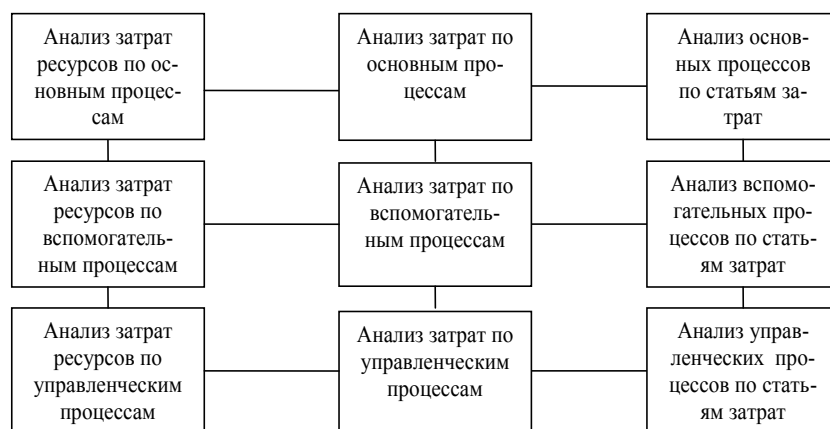 Анализ затрат
ресурсов по ос-
новным процес-
сам
Анализ затрат по
основным про-
цессам
Анализ основ-
ных процессов
по статьям за-
трат
Анализ затрат
ресурсов по
вспомогатель-
ным процессам
Анализ затрат по
вспомогатель-
ным процессам
Анализ вспомо-
гательных про-
цессов по стать-
ям затрат
Анализ затрат
ресурсов по
управленческим
процессам
Анализ затрат по
управленческим
процессам
Анализ управ-
ленческих процессов по стать-
ям затрат